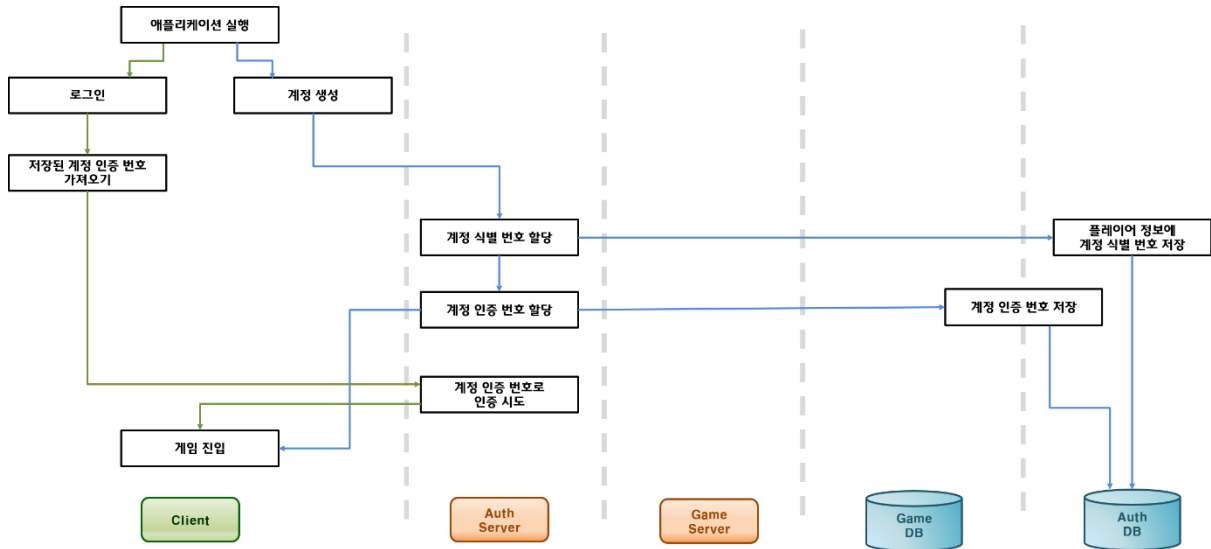 애플리케이션 실행
로그인
계정 생성
저장된 계정 인증 번호
가져오기
계정 식별 번호 할당
플레이어 정보에
계정 식별 번호 저장
계정 인증 번호 할당
계정 인증 번호 저장
계정 인증 번호로
인증 시도
게임 진입
Client
Auth
Server
Game
Server
Game
DB
Auth
DB